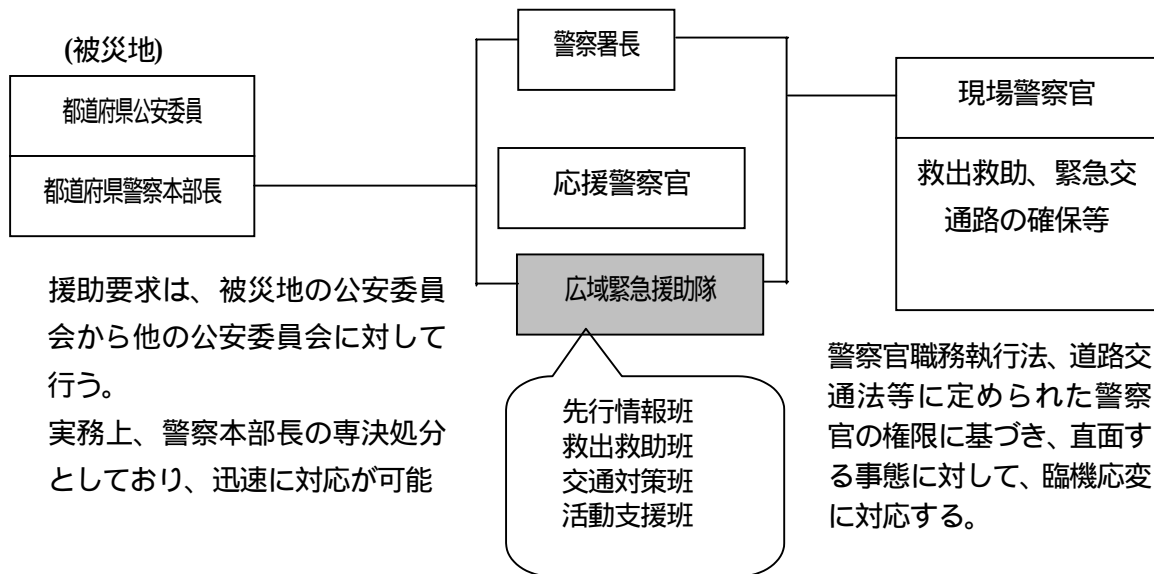 (被災地)
都道府県公安委員
都道府県警察本部長
援助要求は、被災地の公安委員
会から他の公安委員会に対して
行う。
実務上、警察本部長の専決処分
としており、迅速に対応が可能
警察署長
応援警察官
広域緊急援助隊
先行情報班
救出救助班
交通対策班
活動支援班
現場警察官
救出救助、緊急交
通路の確保等
警察官職務執行法、道路交
通法等に定められた警察
官の権限に基づき、直面す
る事態に対して、臨機応変
に対応する。